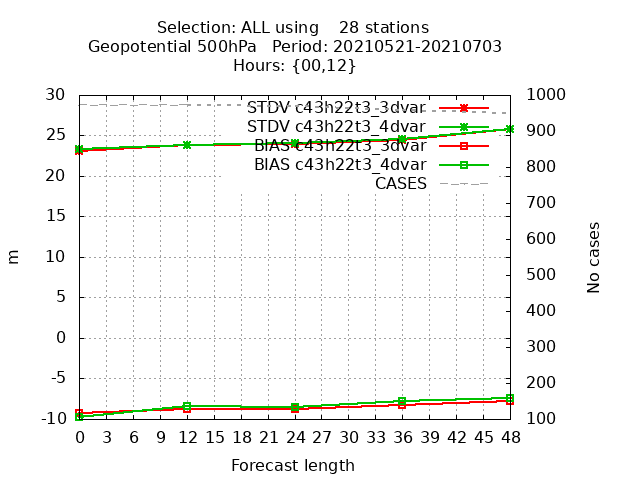 Selection: ALL using    28 stations
Geopotential 500hPa   Period: 20210521-20210703
Hours: {00,12}
30
25
20
15
10
5
0
-5
-10
m
STDV c43h22t3_3dvar
STDV c43h22t3_4dvar
BIAS c43h22t3_3dvar
BIAS c43h22t3_4dvar
CASES
1000
900
800
700
600
500
400
300
200
100
No cases
0 3 6 9 12 15 18 21 24 27 30 33 36 39 42 45 48
Forecast length